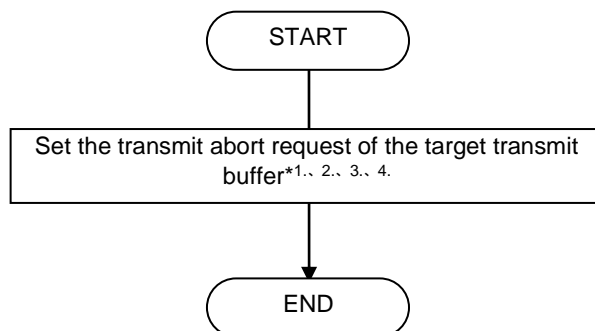 START
Set the transmit abort request of the target transmit
buffer*1.、2.、3.、4.
END